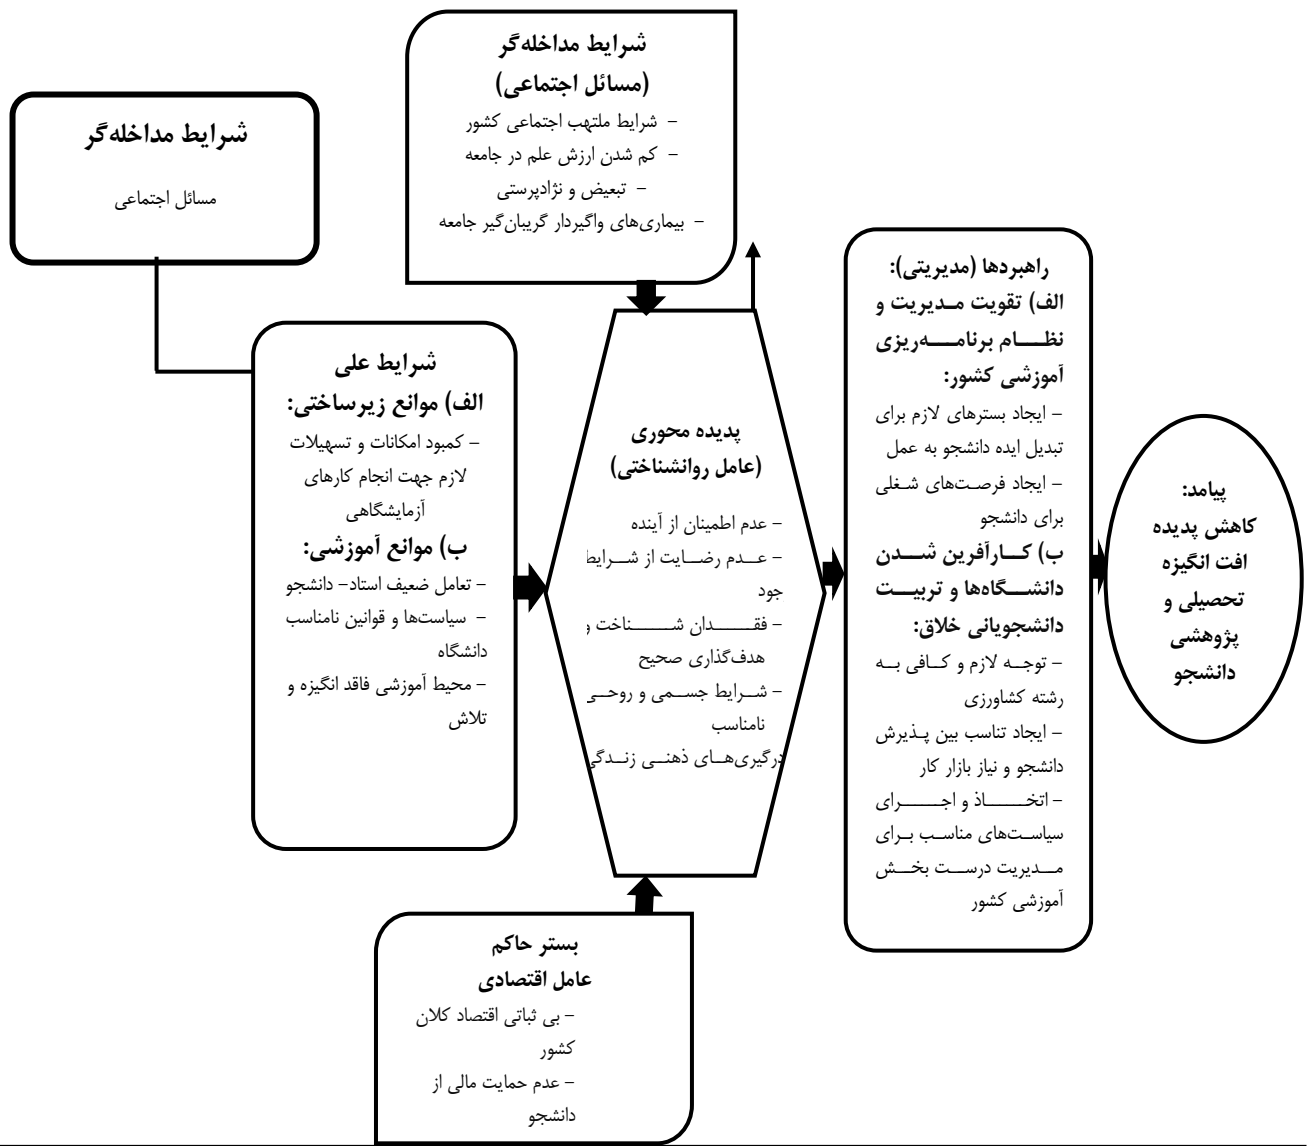 شرایط مداخله‌گر
(مسائل اجتماعی)
- شرایط ملتهب اجتماعی کشور
- کم شدن ارزش علم در جامعه
- تبعیض و نژادپرستی
- بیماری‌های واگیردار گریبان‌گیر جامعه
شرایط مداخله‌گر
مسائل اجتماعی
شرایط علی
الف) موانع زیرساختی:
- کمبود امکانات و تسهیلات
لازم جهت انجام کارهای
آزمایشگاهی
ب) موانع آموزشی:
- تعامل ضعیف استاد- دانشجو
- سیاست‌ها و قوانین نامناسب
دانشگاه
- محیط آموزشی فاقد انگیزه و
تلاش
پدیده محوری
(عامل روانشناختی)
- عدم اطمینان از آینده
- عدم رضایت از شرایط
جود
- فقدان شناخت و
هدف‌گذاری صحیح
- شرایط جسمی و روحی
نامناسب
درگیری‌های ذهنی زندگی
بستر حاکم
عامل اقتصادی
- بی ثباتی اقتصاد کلان
کشور
- عدم حمایت مالی از
دانشجو
راهبردها (مدیریتی):
الف) تقویت مدیریت و
نظام برنامه‌ریزی
آموزشی کشور:
- ایجاد بسترهای لازم برای
تبدیل ایده دانشجو به عمل
- ایجاد فرصت‌های شغلی
برای دانشجو
ب) کارآفرین شدن
دانشگاه‌ها و تربیت
دانشجویانی خلاق:
- توجه لازم و کافی به
رشته کشاورزی
- ایجاد تناسب بین پذیرش
دانشجو و نیاز بازار کار
- اتخاذ و اجرای
سیاست‌های مناسب برای
مدیریت درست بخش
آموزشی کشور
پیامد:
کاهش پدیده
افت انگیزه
تحصیلی و
پژوهشی
دانشجو